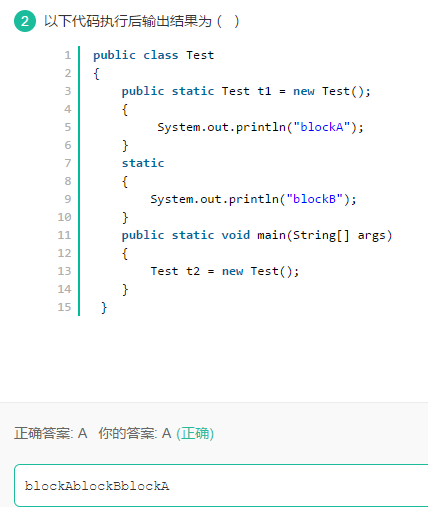 2 以下代码执行后输出结果为 ( )
1 public class Test
2 {
3 public static Test t1 = new Test();
4 {
5 System.out.println("blockA");
6 }
7 static
8 {
9 System.out.println("blockB");
10 }
11 public static void main(String[] args)
12 {
13 Test t2 = new Test();
14 }
15 }
正确答案: A 你的答案: A (正确)
blockAblockBblockA